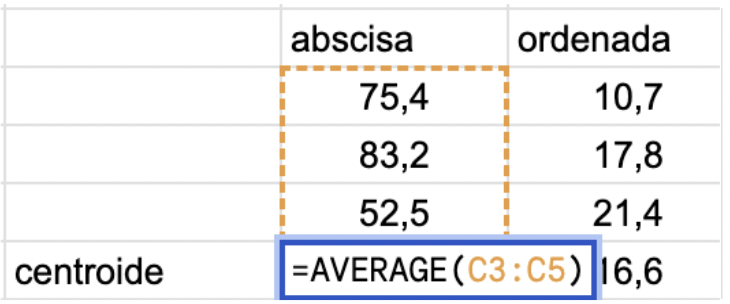 abscisa ordenada
75,4 10,7
83,2 17,8
52,5 21,4
centroide =AVERAGE(C3:C5) 16,6